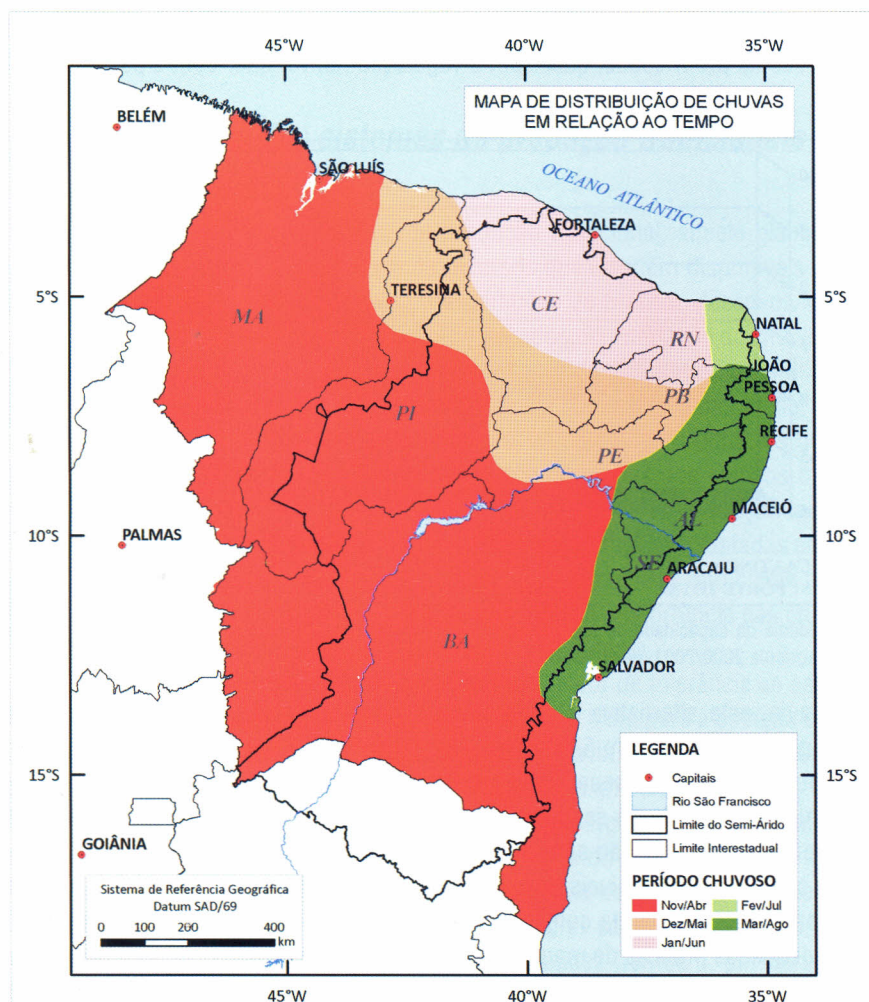 45°W 40°W 35°W
MAPA DE DISTRIBUIÇÃO DE CHUVAS
EM RELAÇÃO AO TEMPO
BELÉM
SÃO LUÍS
OCEANO ATLÂNTICO
FORTALEZA
5°S
TERESINA
MA
CE
RN
NATAL
5°S
JOÃO
PESSOA
PB
PI
RECIFE
PE
MACEIÓ
AL
10°S
PALMAS
SE
ARACAJU
10°S
BA
SALVADOR
15°S
15°S
GOIÂNIA
Sistema de Referência Geográfica
Datum SAD/69
0 100 200 400
km
LEGENDA
Capitais
Rio São Francisco
Limite do Semi-Árido
Limite Interestadual
PERÍODO CHUVOSO
Nov/Abr Fev/Jul
Dez/Mai Mar/Ago
Jan/Jun
45°W 40°W 35°W